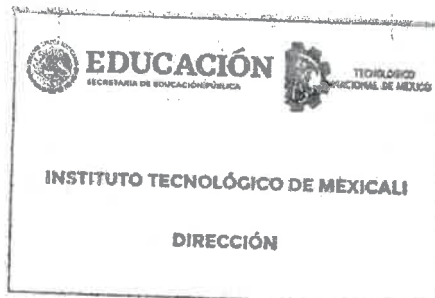 EDUCACIÓN
SECRETARÍA DE EDUCACIÓN PÚBLICA
TECNOLÓGICO
NACIONAL DE MÉXICO
INSTITUTO TECNOLÓGICO DE MEXICALI
DIRECCIÓN